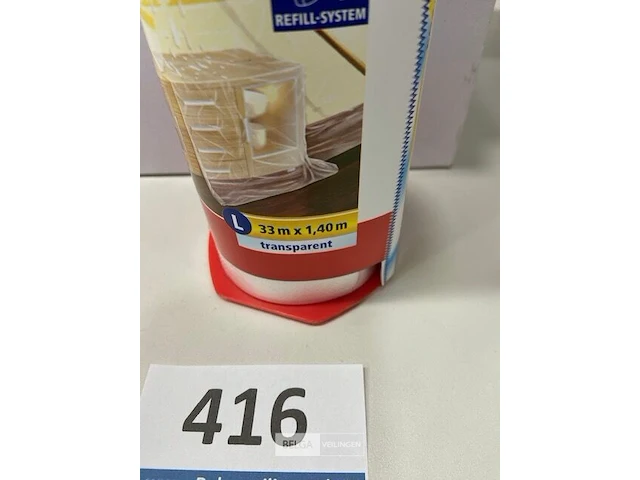 REFILL-SYSTEM
L 33 m x 1,40 m
transparent
416
VEILINGEN